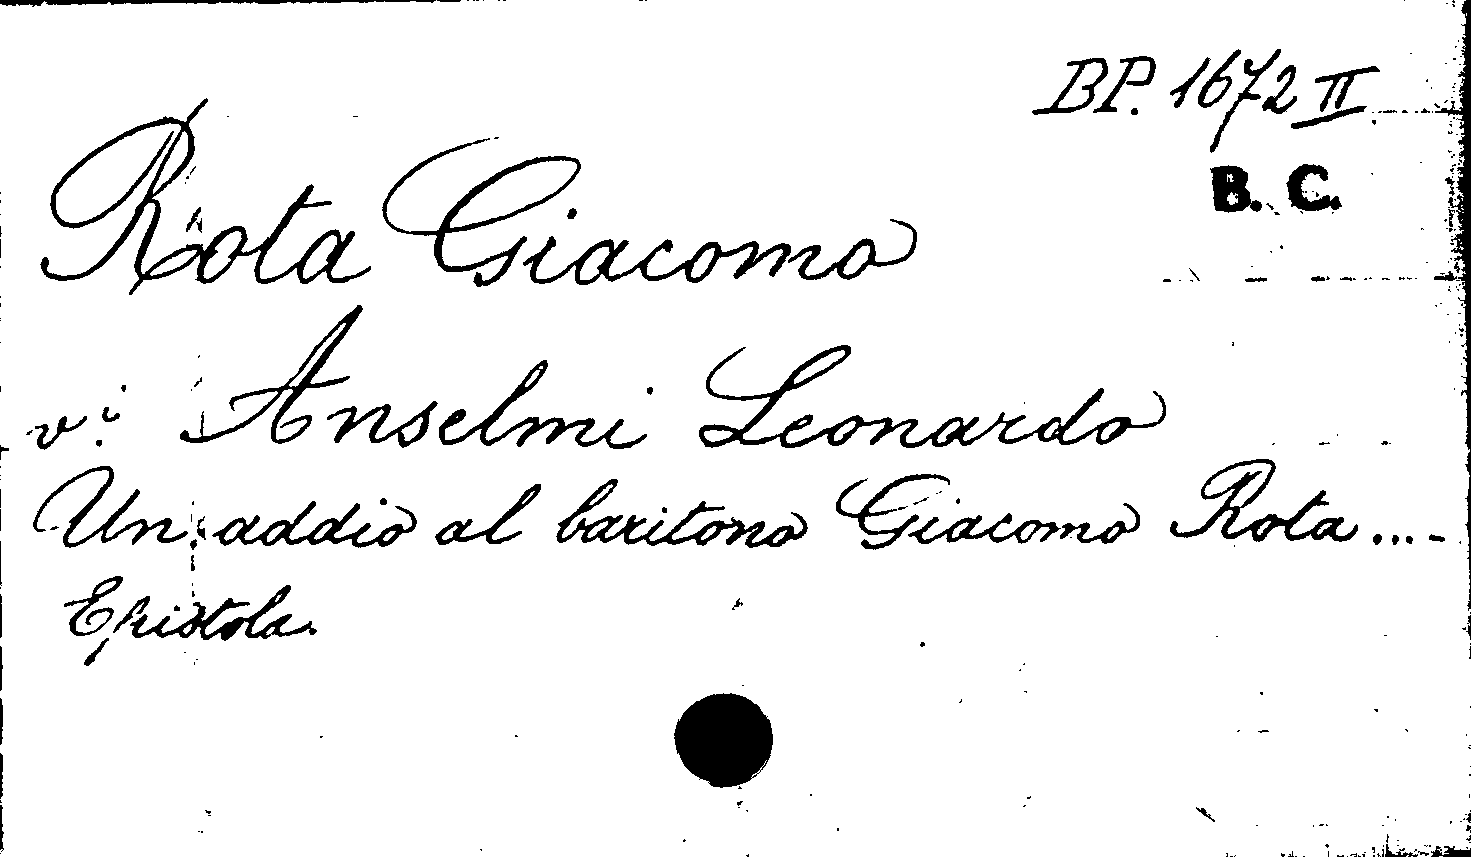 BP. 1672 II
B. C.
Rota Giacomo
v: Anselmi Leonardo
Un addio al baritono Giacomo Rota ... -
Epistola.